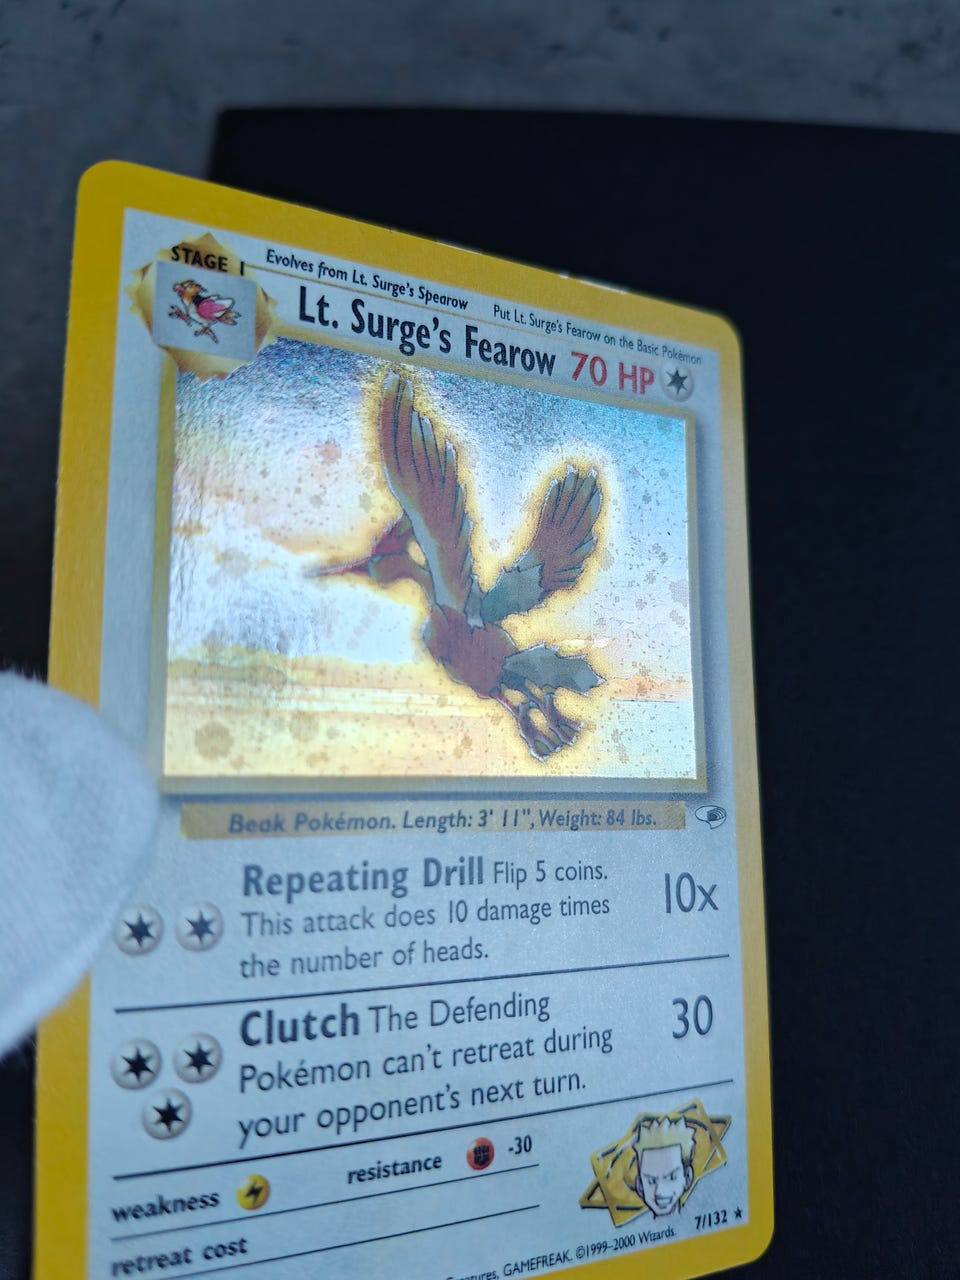 STAGE 1
Evolves from Lt. Surge's Spearow
Put Lt. Surge's Fearow on the Basic Pokémon
Lt. Surge's Fearow 70 HP
Beak Pokémon. Length: 3' 11", Weight: 84 lbs.
Repeating Drill Flip 5 coins.
This attack does 10 damage times
the number of heads.
10x
Clutch The Defending
Pokémon can't retreat during
your opponent's next turn.
30
weakness
resistance -30
retreat cost
GAMEFREAK. ©1999-2000 Wizards.
7/132 ★